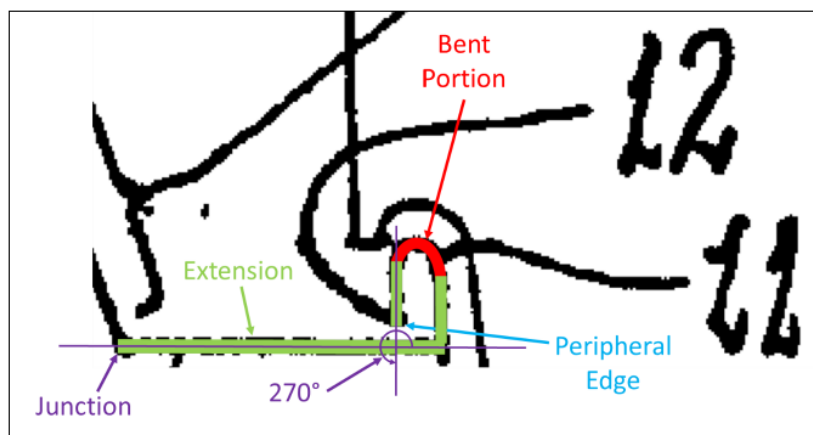 Bent
Portion
12
Extension
11
270°
Peripheral
Edge
Junction